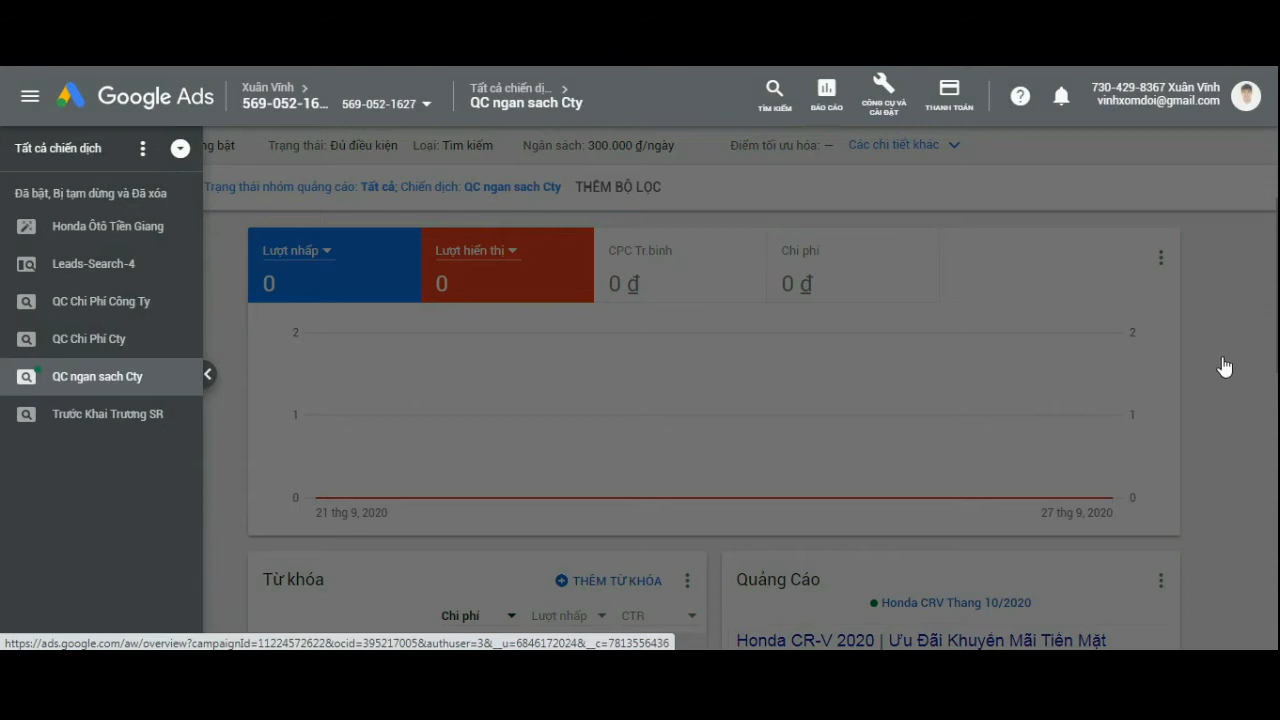 Google Ads
Xuân Vĩnh
569-052-16... 569-052-1627
Tất cả chiến dị...
QC ngan sach Cty
TÌM KIẾM
BÁO CÁO
CÔNG CỤ VÀ CÀI ĐẶT
THANH TOÁN
730-429-8367 Xuân Vĩnh
vinhxomdoi@gmail.com
Tất cả chiến dịch
ng bật Trạng thái: Đủ điều kiện Loại: Tìm kiếm Ngân sách: 300.000 ₫/ngày Điểm tối ưu hóa: — Các chi tiết khác
Trạng thái nhóm quảng cáo: Tất cả; Chiến dịch: QC ngan sach Cty THÊM BỘ LỌC
Đã bật, Bị tạm dừng và Đã xóa
Honda Ôtô Tiền Giang
Leads-Search-4
QC Chi Phí Công Ty
QC Chi Phí Cty
QC ngan sach Cty
Trước Khai Trương SR
Lượt nhấp
0
Lượt hiển thị
0
CPC Tr.bình
0 ₫
Chi phí
0 ₫
2 2
1 1
0 0
21 thg 9, 2020 27 thg 9, 2020
Từ khóa THÊM TỪ KHÓA
Chi phí Lượt nhấp CTR
Quảng Cáo
Honda CRV Thang 10/2020
Honda CR-V 2020 | Ưu Đãi Khuyến Mãi Tiền Mặt
https://ads.google.com/aw/overview?campaignId=11224572622&ocid=395217005&authuser=3&__u=6846172024&__c=7813556436